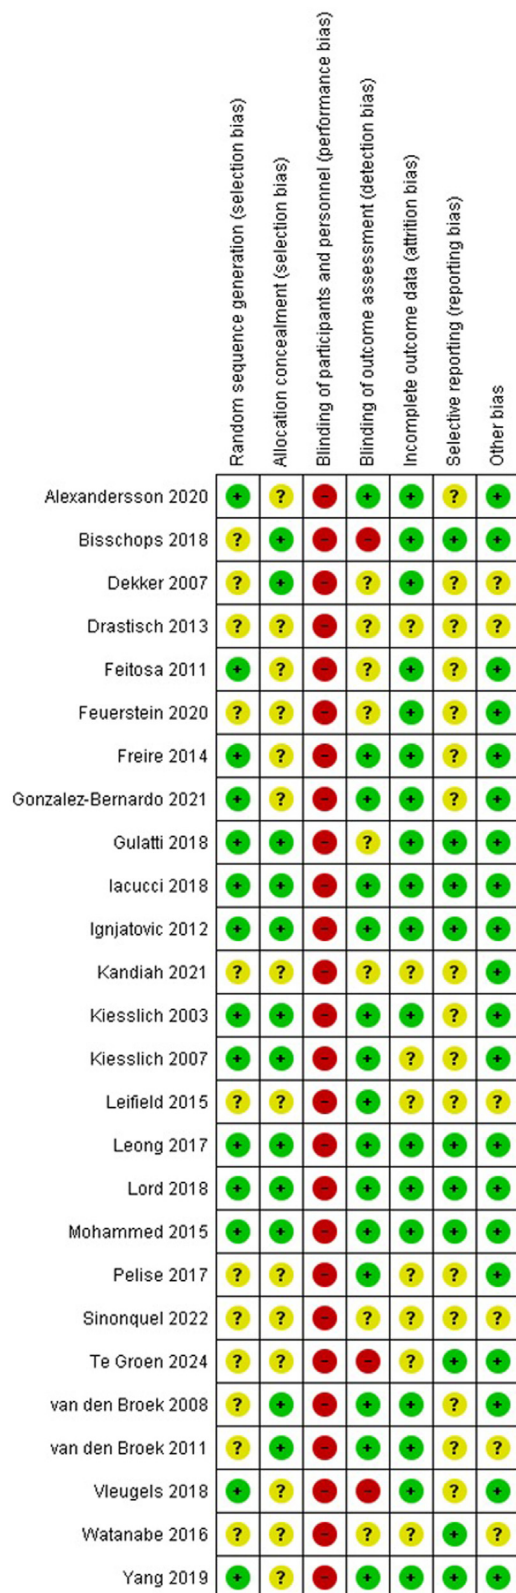 Random sequence generation (selection bias)
Allocation concealment (selection bias)
Blinding of participants and personnel (performance bias)
Blinding of outcome assessment (detection bias)
Incomplete outcome data (attrition bias)
Selective reporting (reporting bias)
Other bias
Alexandersson 2020 + ? - + + ? +
Bisschops 2018 ? + - - + + +
Dekker 2007 ? + - ? + ? ?
Drastisch 2013 ? ? - ? ? ? ?
Feitosa 2011 + ? - ? + ? +
Feuerstein 2020 ? ? - ? + ? +
Freire 2014 + ? - + + ? +
Gonzalez-Bernardo 2021 + ? - + + ? +
Gulatti 2018 + + - ? + + +
Iacucci 2018 + + - + + + +
Ignjatovic 2012 + + - + + + +
Kandiah 2021 ? ? - ? ? ? +
Kiesslich 2003 + + - + + ? +
Kiesslich 2007 + + - + ? ? +
Leifield 2015 ? ? - + ? ? ?
Leong 2017 + + - + + + +
Lord 2018 + + - + + + +
Mohammed 2015 + + - + + + +
Pelise 2017 ? ? - + ? ? +
Sinonquel 2022 ? ? - ? ? ? ?
Te Groen 2024 ? ? - - ? + +
van den Broek 2008 ? + - + + ? +
van den Broek 2011 ? + - + + ? ?
Vleugels 2018 + ? - - + ? +
Watanabe 2016 ? ? - ? ? + ?
Yang 2019 + ? - + + + +